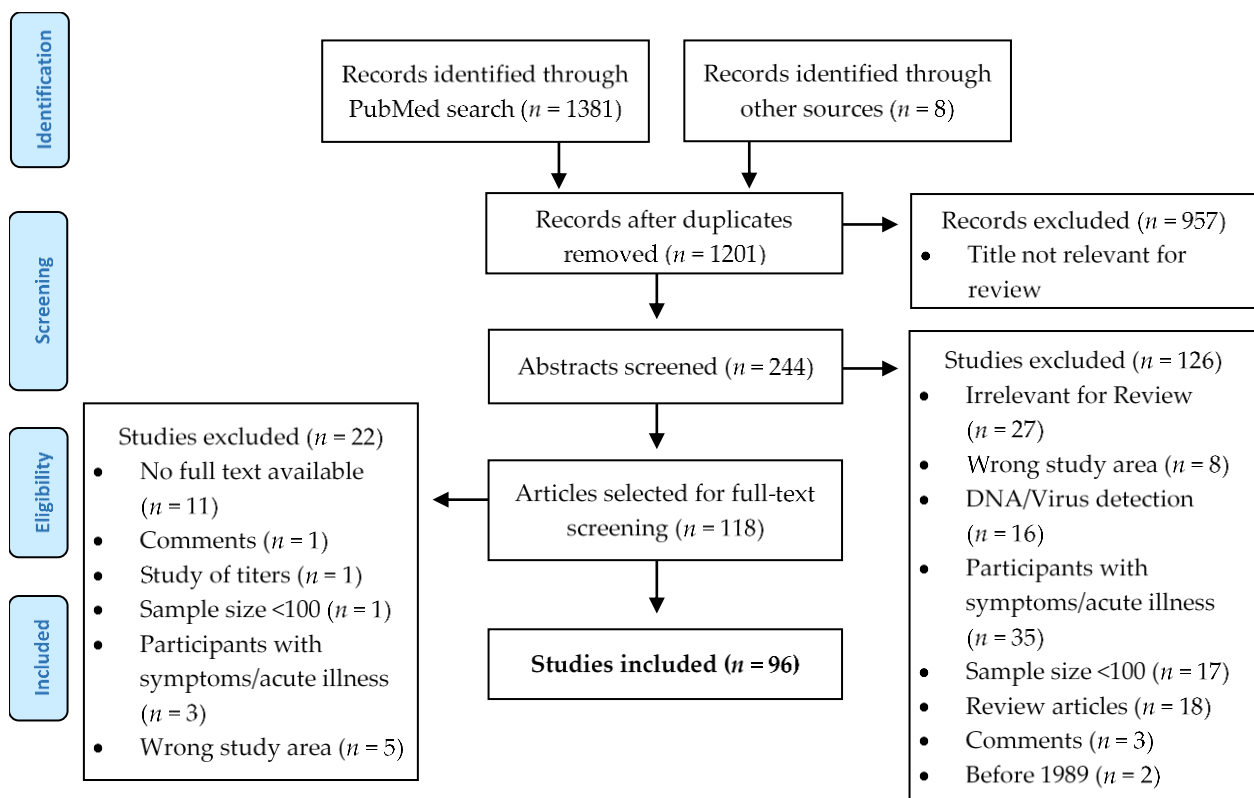 Identification
Records identified through
PubMed search (n = 1381)
Records identified through
other sources (n = 8)
Screening
Records after duplicates
removed (n = 1201)
Records excluded (n = 957)
• Title not relevant for
review
Abstracts screened (n = 244)
Studies excluded (n = 126)
• Irrelevant for Review
(n = 27)
• Wrong study area (n = 8)
• DNA/Virus detection
(n = 16)
• Participants with
symptoms/acute illness
(n = 35)
• Sample size <100 (n = 17)
• Review articles (n = 18)
• Comments (n = 3)
• Before 1989 (n = 2)
Eligibility
Articles selected for full-text
screening (n = 118)
Studies excluded (n = 22)
• No full text available
(n = 11)
• Comments (n = 1)
• Study of titers (n = 1)
• Sample size <100 (n = 1)
• Participants with
symptoms/acute illness
(n = 3)
• Wrong study area (n = 5)
Included
Studies included (n = 96)